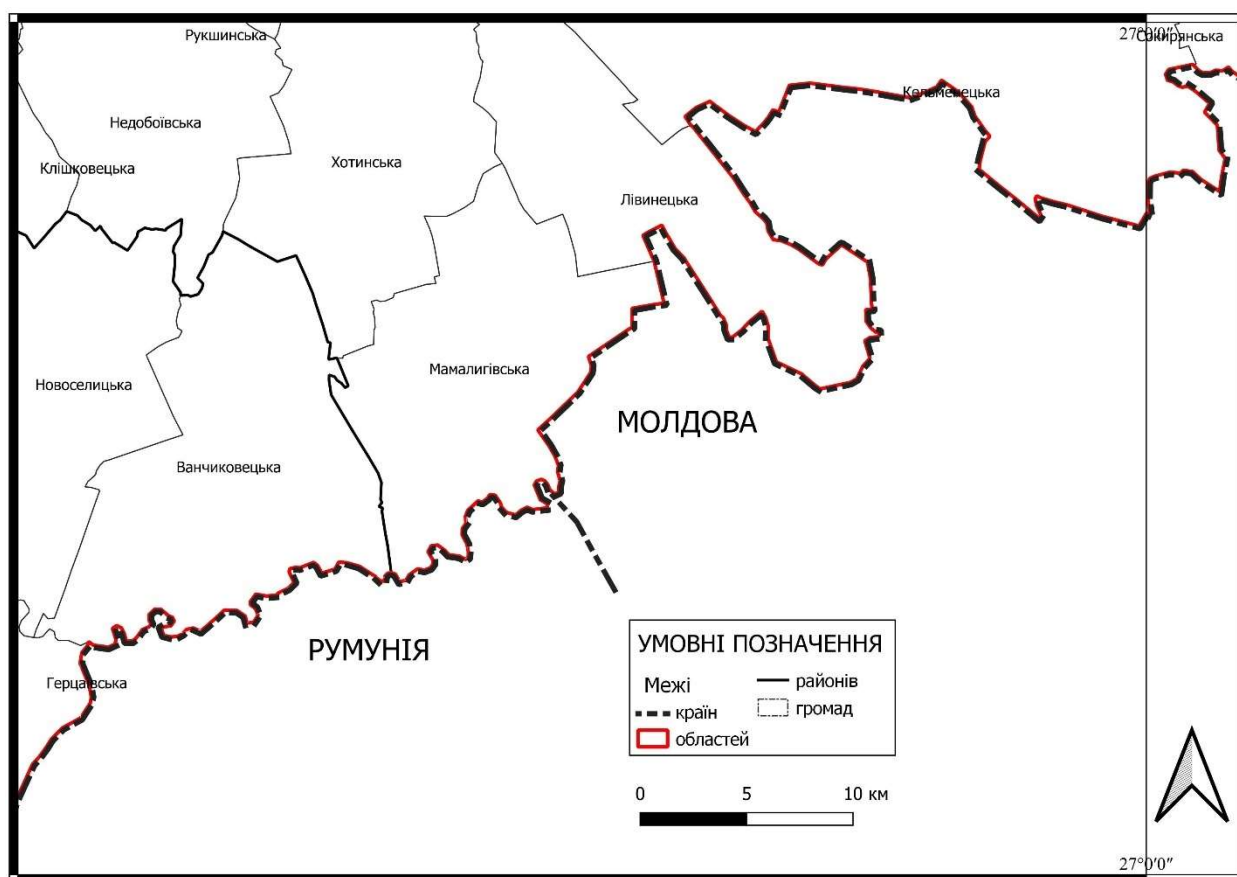 Рукшинська
27°0′0″
Сокирянська
Кельменецька
Недобоївська
Клішковецька
Хотинська
Лівинецька
Новоселицька
Мамалигівська
МОЛДОВА
Ванчиковецька
РУМУНІЯ
Герцаївська
УМОВНІ ПОЗНАЧЕННЯ
Межі
районів
країн
громад
областей
0 5 10 км
27°0′0″